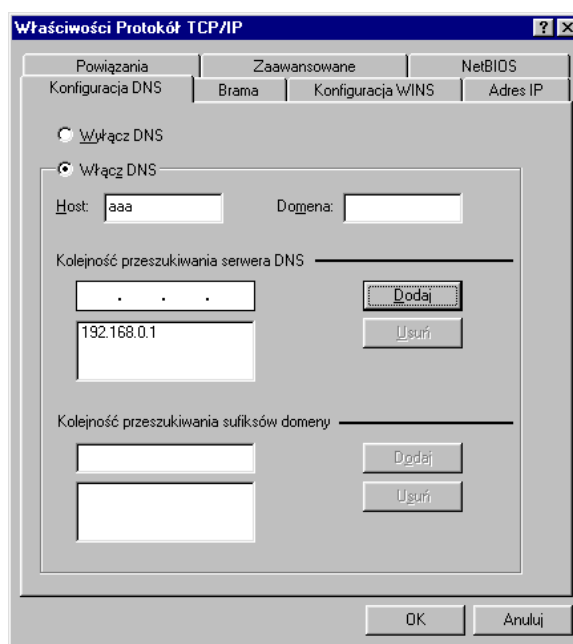 Właściwości Protokół TCP/IP
Powiązania Zaawansowane NetBIOS
Konfiguracja DNS Brama Konfiguracja WINS Adres IP
Wyłącz DNS
Włącz DNS
Host: aaa Domena:
Kolejność przeszukiwania serwera DNS
. . . Dodaj
192.168.0.1 Usuń
Kolejność przeszukiwania sufiksów domeny
Dodaj
Usuń
OK Anuluj